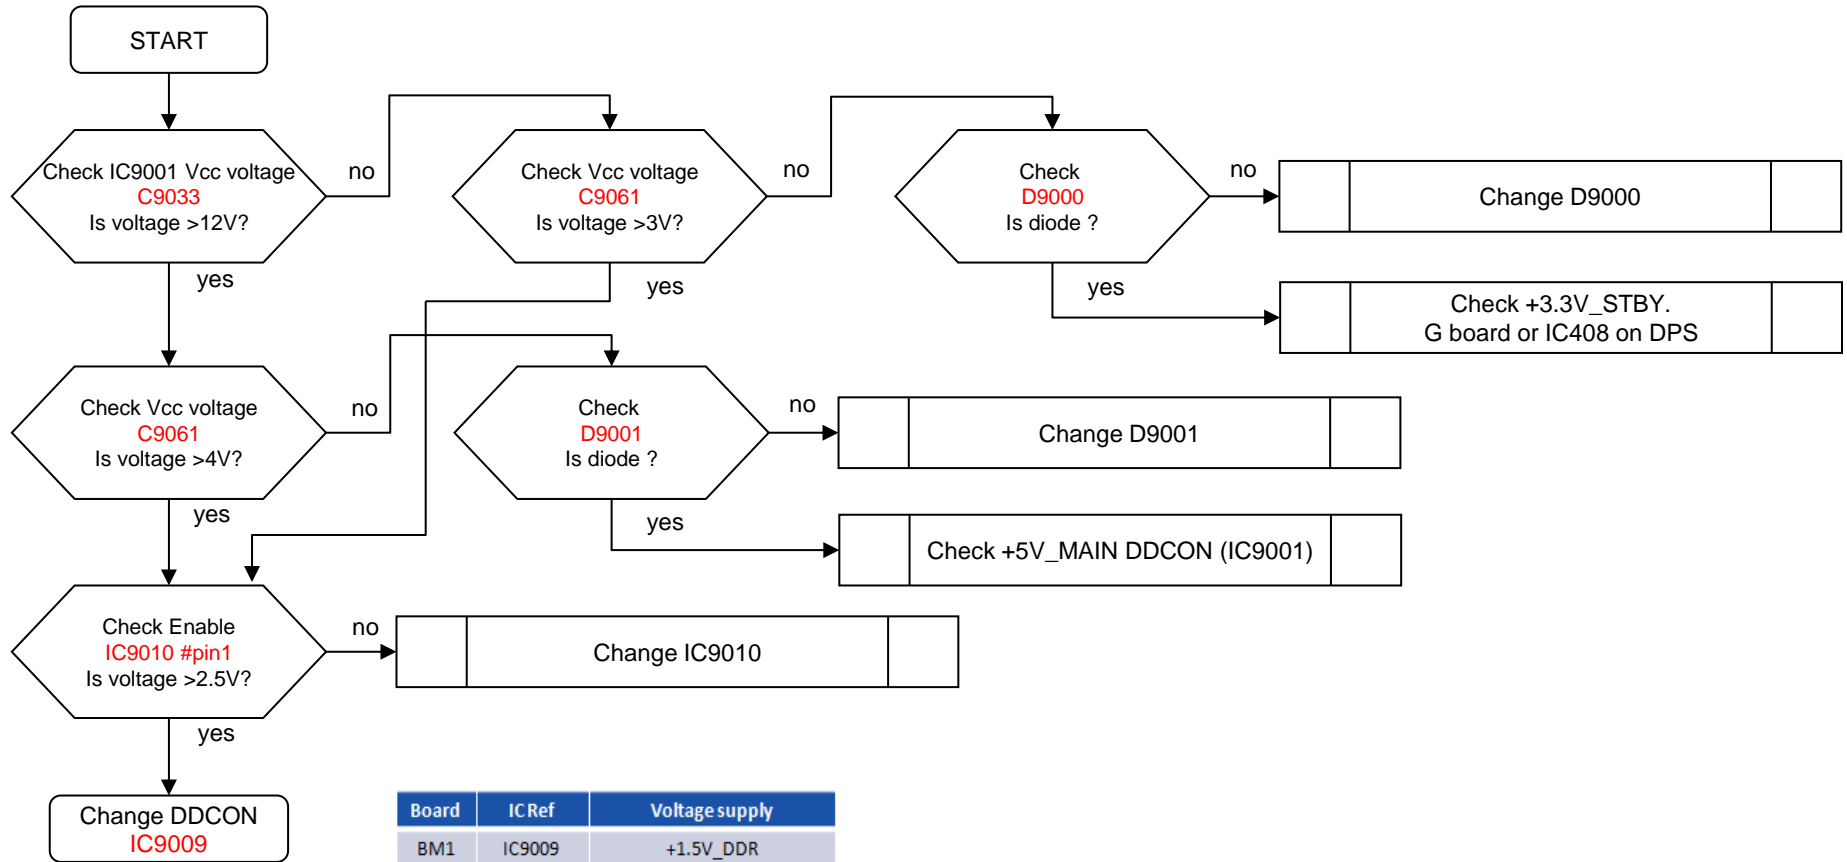 START
Check IC9001 Vcc voltage
C9033
Is voltage >12V?
no
yes
Check Vcc voltage
C9061
Is voltage >3V?
no
yes
Check
D9000
Is diode ?
no
yes
Change D9000
Check +3.3V_STBY.
G board or IC408 on DPS
Check Vcc voltage
C9061
Is voltage >4V?
no
yes
Check
D9001
Is diode ?
no
yes
Change D9001
Check +5V_MAIN DDCON (IC9001)
Check Enable
IC9010 #pin1
Is voltage >2.5V?
no
yes
Change IC9010
Change DDCON
IC9009
Board IC Ref Voltage supply
BM1 IC9009 +1.5V_DDR